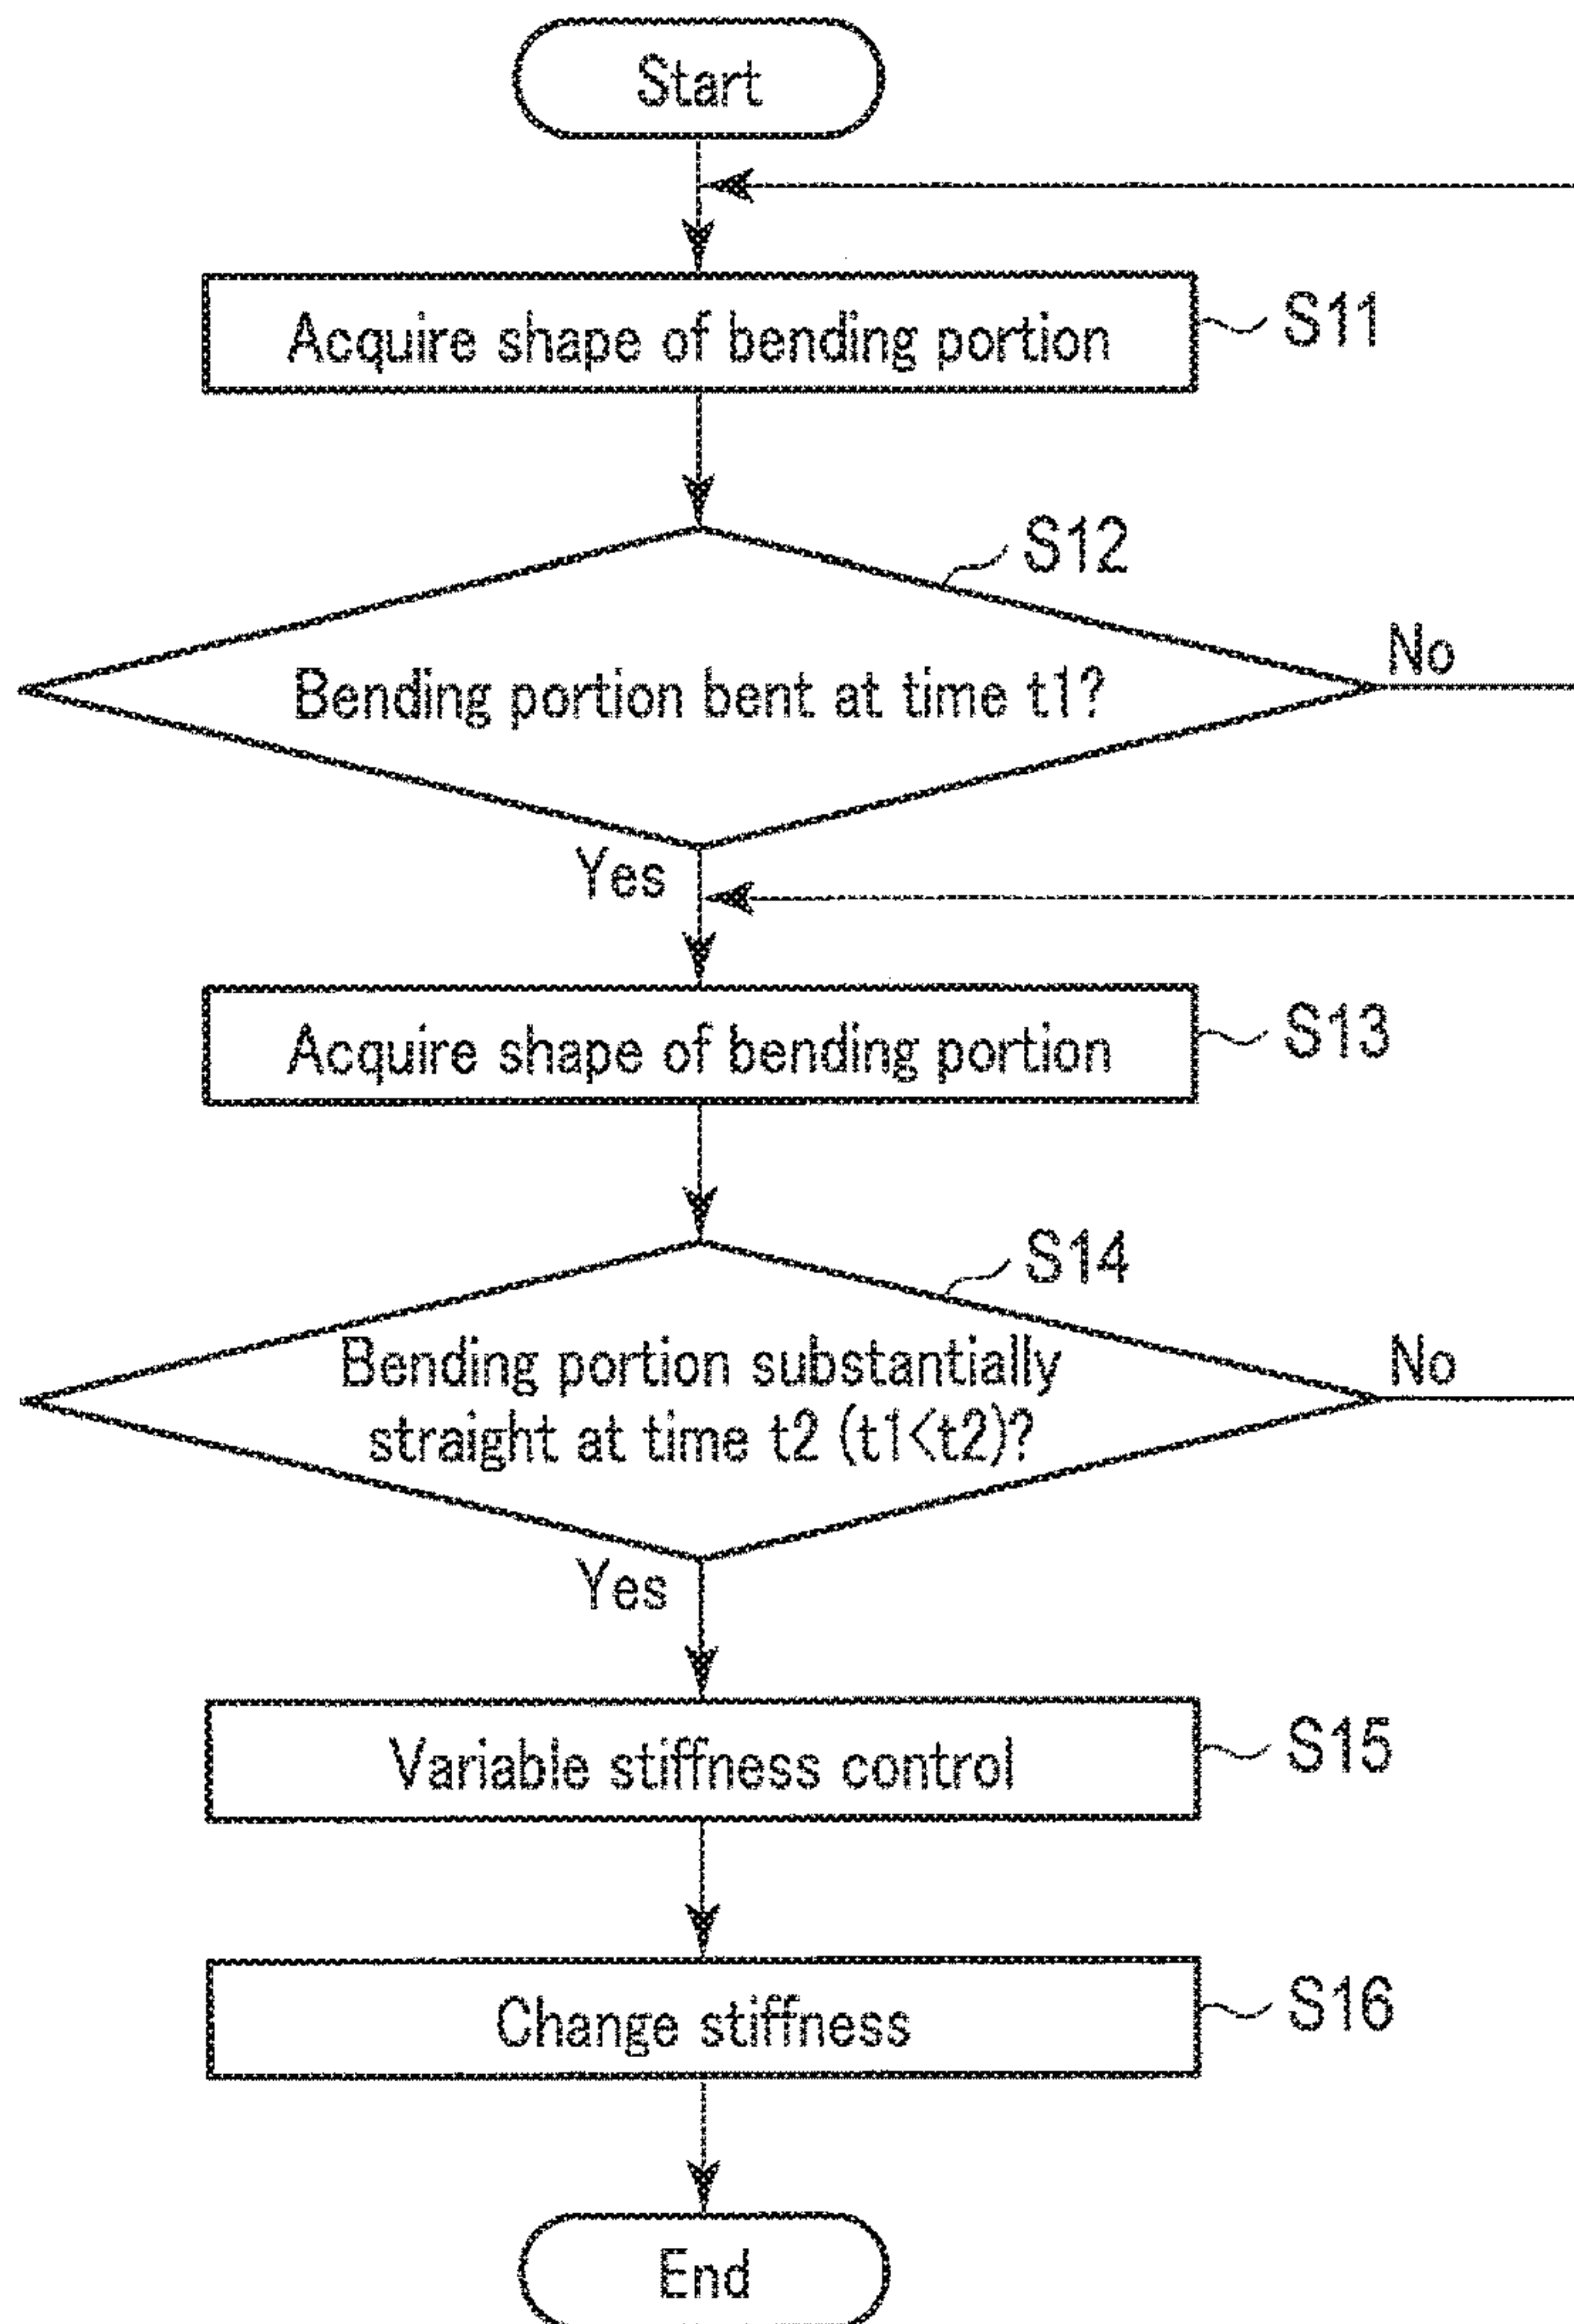 Start
Acquire shape of bending portion
S11
S12
Bending portion bent at time t1?
No
Yes
Acquire shape of bending portion
S13
S14
Bending portion substantially
straight at time t2 (t1<t2)?
No
Yes
Variable stiffness control
S15
Change stiffness
S16
End